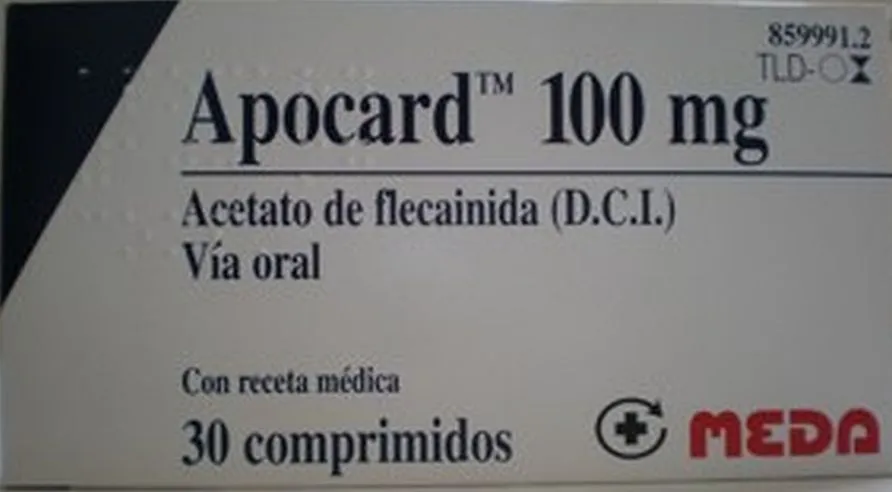 859991.2
TLD-
Apocard™ 100 mg
Acetato de flecainida (D.C.I.)
Vía oral
Con receta médica
30 comprimidos
MEDA